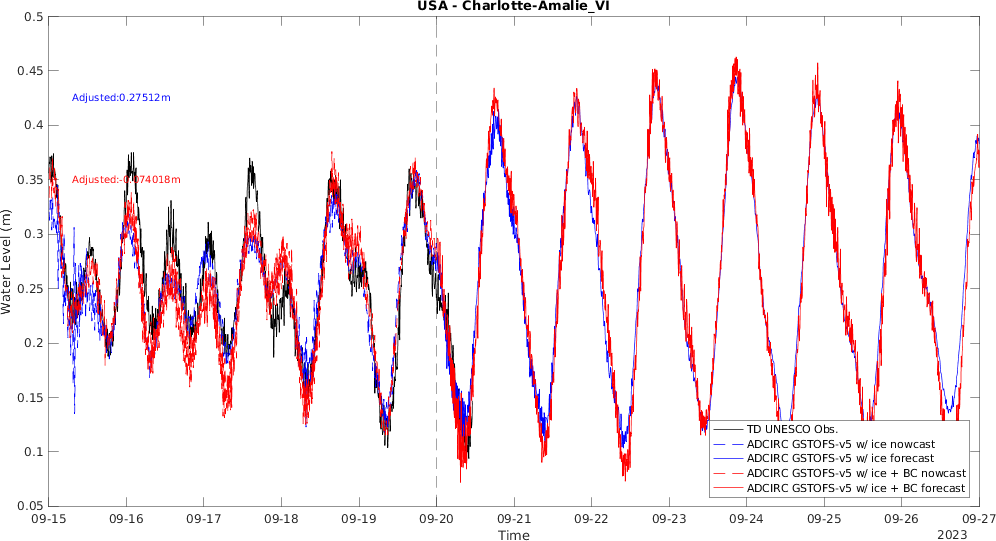 USA - Charlotte-Amalie_VI
0.5
0.45
0.4
0.35
0.3
0.25
0.2
0.15
0.1
0.05
Water Level (m)
Adjusted:0.27512m
Adjusted:-0.074018m
TD UNESCO Obs.
ADCIRC GSTOFS-v5 w/ ice nowcast
ADCIRC GSTOFS-v5 w/ ice forecast
ADCIRC GSTOFS-v5 w/ ice + BC nowcast
ADCIRC GSTOFS-v5 w/ ice + BC forecast
09-15 09-16 09-17 09-18 09-19 09-20 09-21 09-22 09-23 09-24 09-25 09-26 09-27
Time
2023